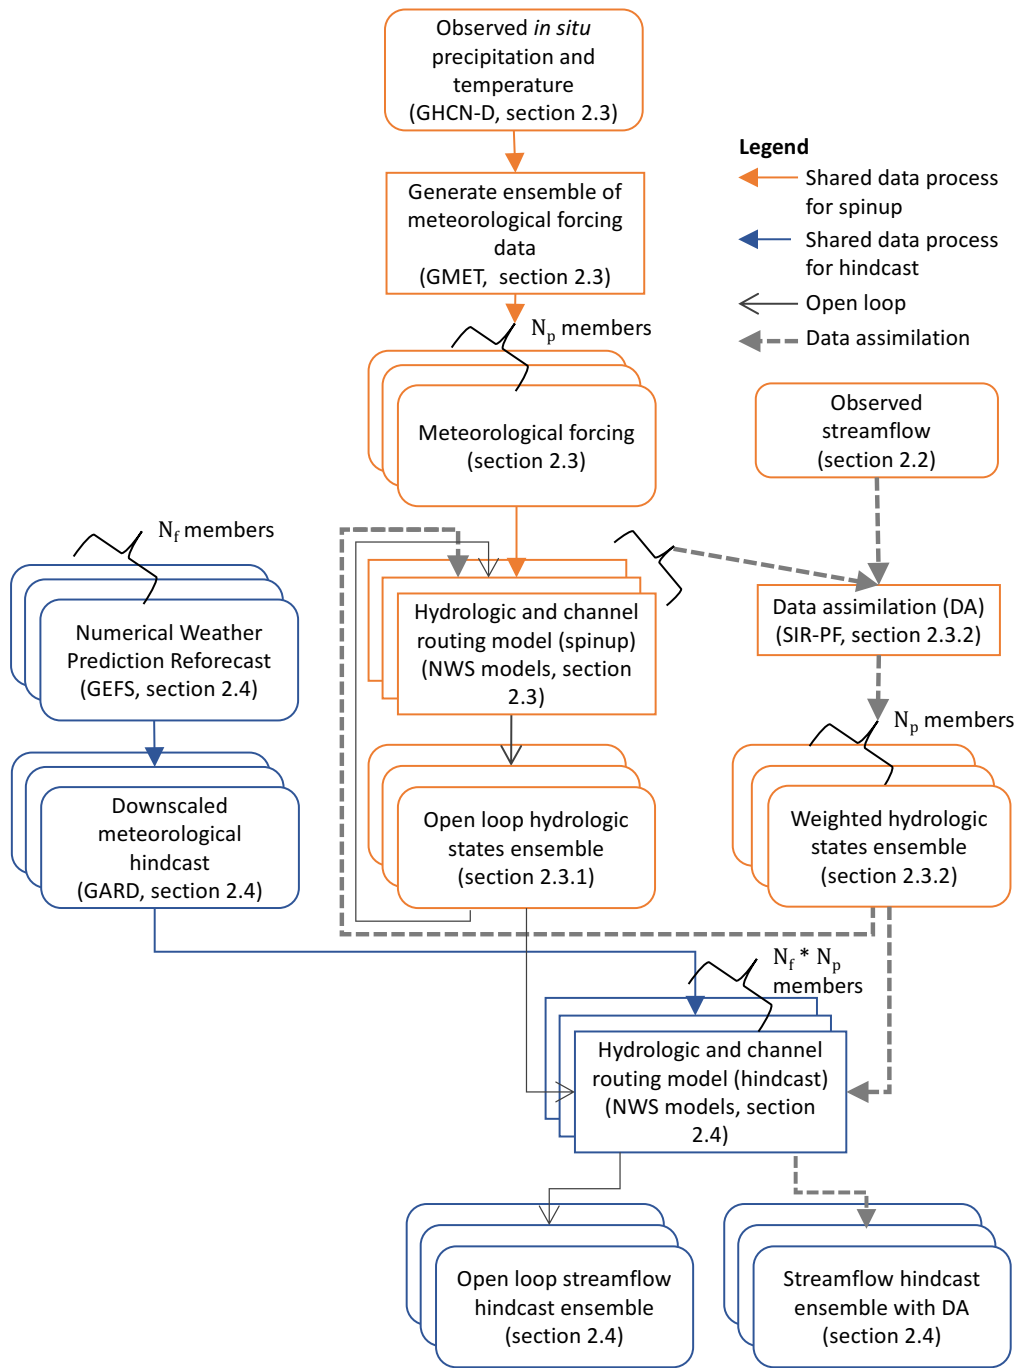 Observed in situ
precipitation and
temperature
(GHCN-D, section 2.3)
Generate ensemble of
meteorological forcing
data
(GMET, section 2.3)
Legend
Shared data process
for spinup
Shared data process
for hindcast
Open loop
Data assimilation
Np members
Meteorological forcing
(section 2.3)
Observed
streamflow
(section 2.2)
Nf members
Numerical Weather
Prediction Reforecast
(GEFS, section 2.4)
Hydrologic and channel
routing model (spinup)
(NWS models, section
2.3)
Data assimilation (DA)
(SIR-PF, section 2.3.2)
Np members
Downscaled
meteorological
hindcast
(GARD, section 2.4)
Open loop hydrologic
states ensemble
(section 2.3.1)
Weighted hydrologic
states ensemble
(section 2.3.2)
Nf * Np
members
Hydrologic and channel
routing model (hindcast)
(NWS models, section
2.4)
Open loop streamflow
hindcast ensemble
(section 2.4)
Streamflow hindcast
ensemble with DA
(section 2.4)